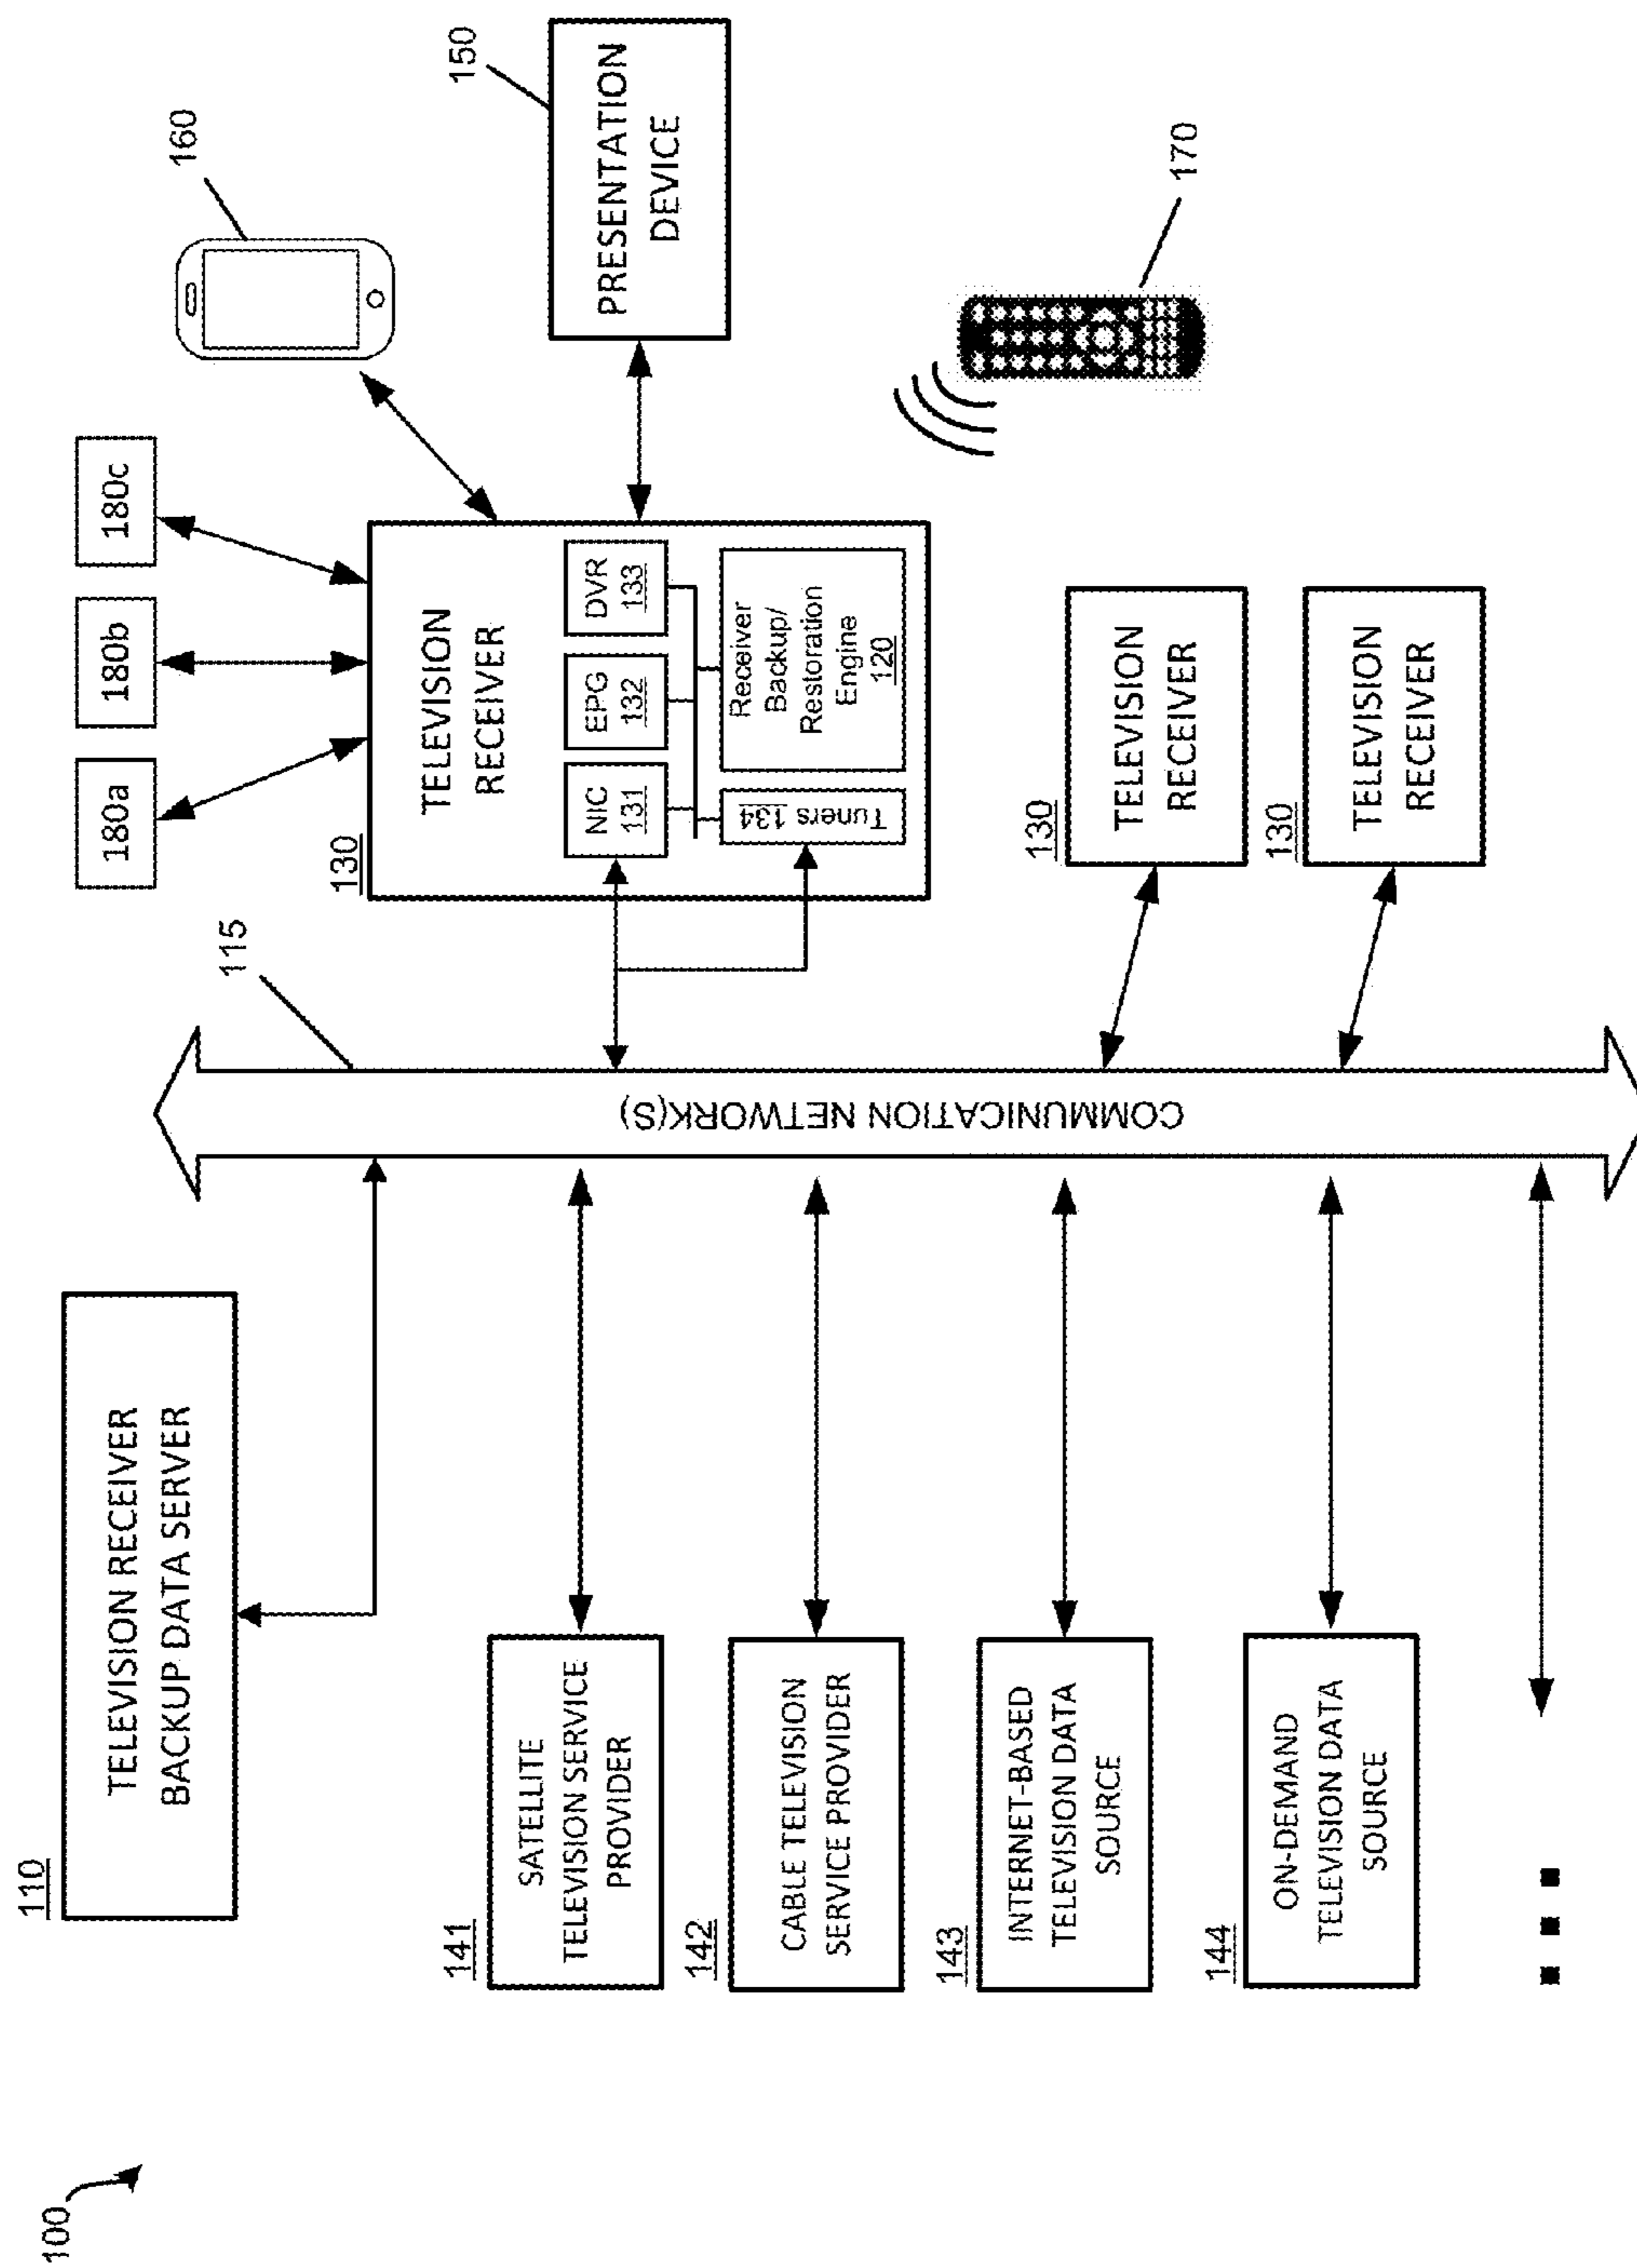 100
110
TELEVISION RECEIVER
BACKUP DATA SERVER
141
SATELLITE
TELEVISION SERVICE
PROVIDER
142
CABLE TELEVISION
SERVICE PROVIDER
143
INTERNET-BASED
TELEVISION DATA
SOURCE
144
ON-DEMAND
TELEVISION DATA
SOURCE
115
COMMUNICATION NETWORK(S)
180a
180b
180c
130
TELEVISION
RECEIVER
NIC
131
EPG
132
DVR
133
Tuners 134
Receiver
Backup/
Restoration
Engine
120
160
150
PRESENTATION
DEVICE
170
130
TELEVISION
RECEIVER
130
TELEVISION
RECEIVER